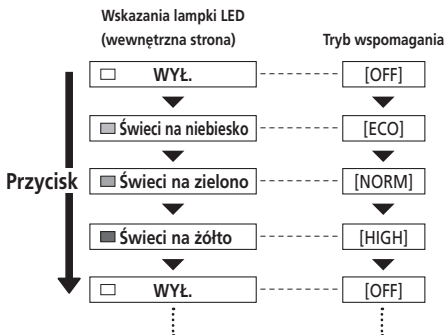 Wskazania lampki LED
(wewnętrzna strona) Tryb wspomagania
WYŁ. [OFF]
Świeci na niebiesko [ECO]
Przycisk Świeci na zielono [NORM]
Świeci na żółto [HIGH]
WYŁ. [OFF]